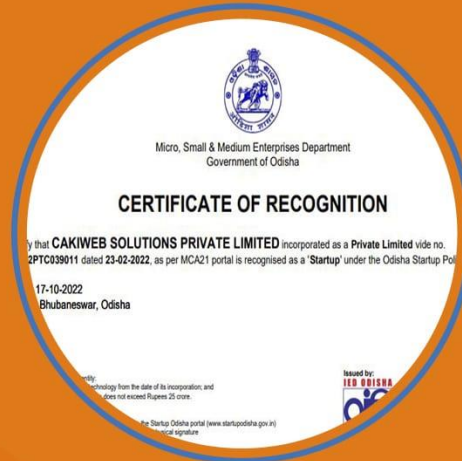 Micro, Small & Medium Enterprises Department
Government of Odisha
CERTIFICATE OF RECOGNITION
that CAKIWEB SOLUTIONS PRIVATE LIMITED incorporated as a Private Limited vide no.
2PTC039011 dated 23-02-2022, as per MCA21 portal is recognised as a 'Startup' under the Odisha Startup
17-10-2022
Bhubaneswar, Odisha
from the date of its incorporation; and
does not exceed Rupees 25 crore.
the Startup Odisha portal (www.startupodisha.gov.in)
signature
Issued by:
IED ODISHA